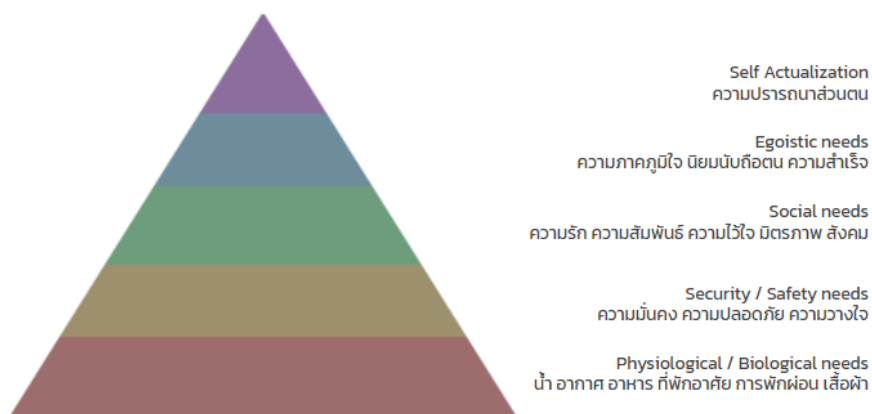 Self Actualization
ความปรารถนาส่วนตน
Egoistic needs
ความภาคภูมิใจ นิยมนับถือตน ความสำเร็จ
Social needs
ความรัก ความสัมพันธ์ ความไว้ใจ มิตรภาพ สังคม
Security / Safety needs
ความมั่นคง ความปลอดภัย ความวางใจ
Physiological / Biological needs
น้ำ อากาศ อาหาร ที่พักอาศัย การพักผ่อน เสื้อผ้า